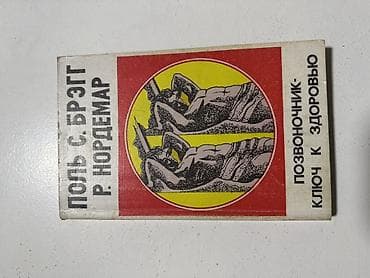 ПОЛЬ С. БРЭГГ
Р. НОРДЕМАР
ПОЗВОНОЧНИК-
КЛЮЧ К ЗДОРОВЬЮ